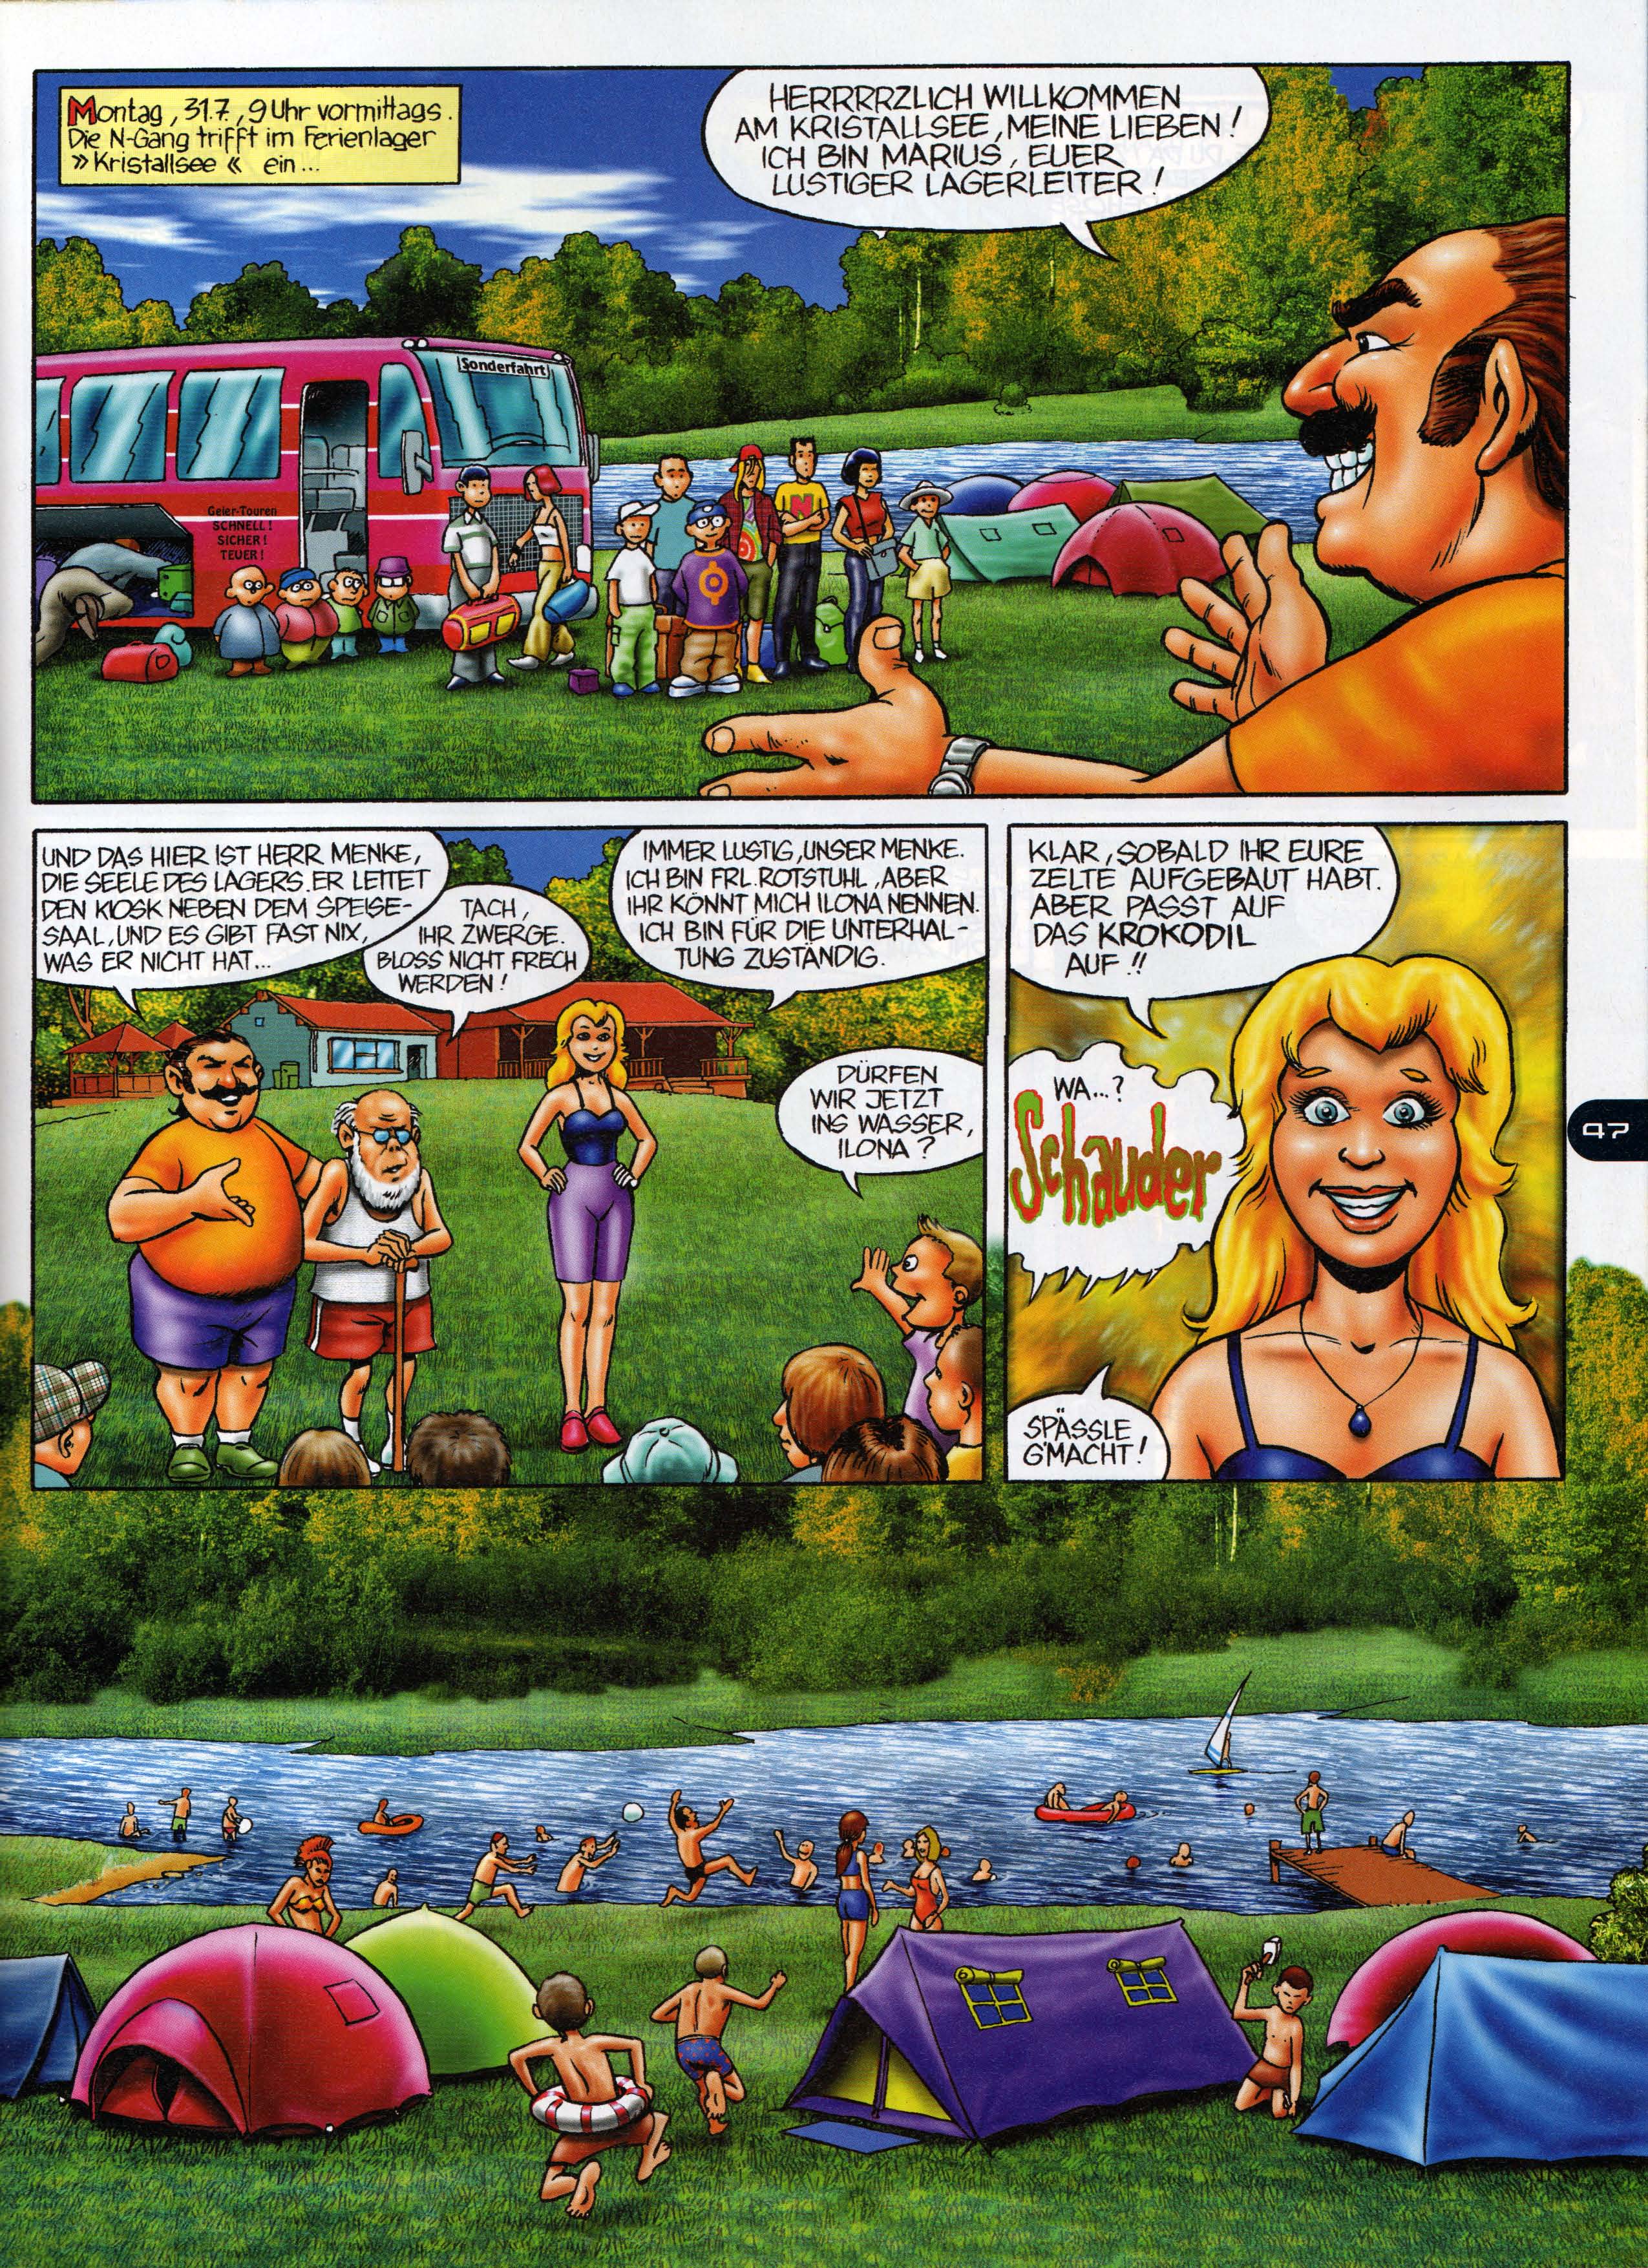 Montag, 31.7., 9 Uhr vormittags.
Die N-Gang trifft im Ferienlager
»Kristallsee« ein...
HERRRRZLICH WILLKOMMEN
AM KRISTALLSEE, MEINE LIEBEN!
ICH BIN MARIUS, EUER
LUSTIGER LAGERLEITER!
Sonderfahrt
Geier-Touren
SCHNELL!
SICHER!
TEUER!
N
UND DAS HIER IST HERR MENKE,
DIE SEELE DES LAGERS. ER LEITET
DEN KIOSK NEBEN DEM SPEISE-
SAAL, UND ES GIBT FAST NIX,
WAS ER NICHT HAT...
TACH,
IHR ZWERGE.
BLOSS NICHT FRECH
WERDEN!
IMMER LUSTIG, UNSER MENKE.
ICH BIN FRL. ROTSTUHL, ABER
IHR KÖNNT MICH ILONA NENNEN.
ICH BIN FÜR DIE UNTERHAL-
TUNG ZUSTÄNDIG.
DÜRFEN
WIR JETZT
INS WASSER,
ILONA?
KLAR, SOBALD IHR EURE
ZELTE AUFGEBAUT HABT.
ABER PASST AUF
DAS KROKODIL
AUF!!
WA...?
Schauder
SPÄSSLE
G'MACHT!
47